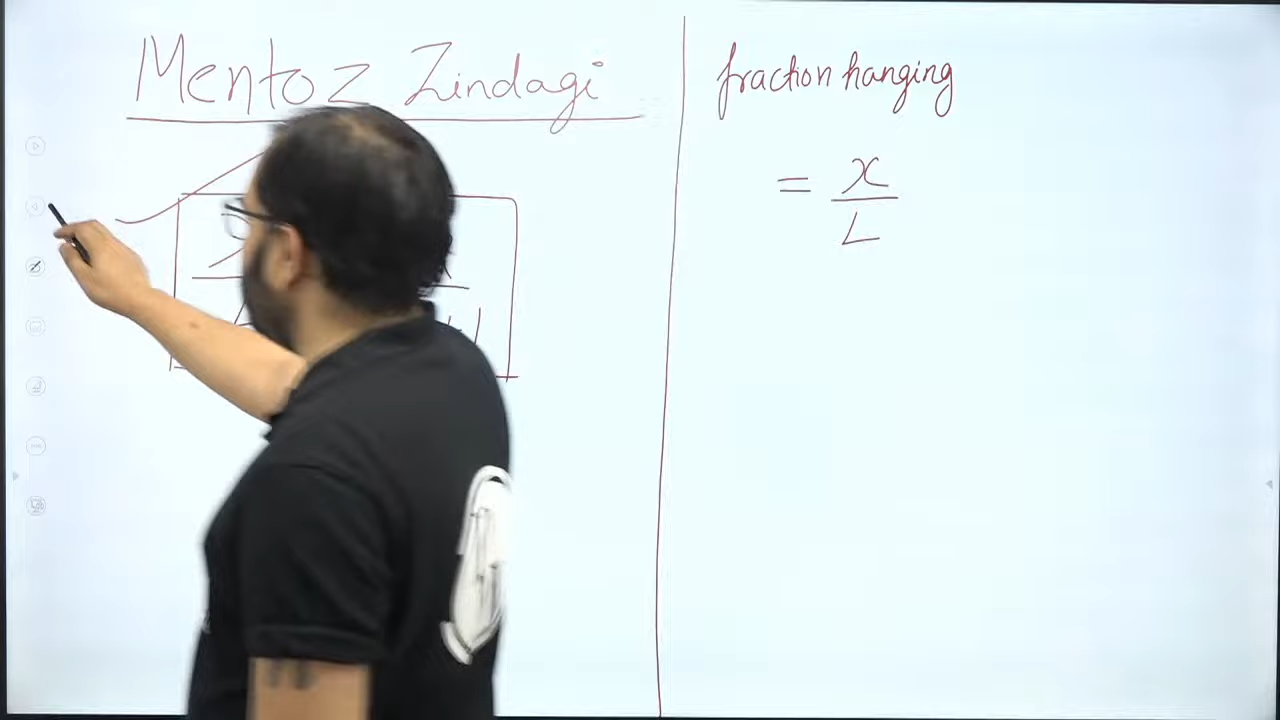 Mentoz Zindagi
fraction hanging
= x
L